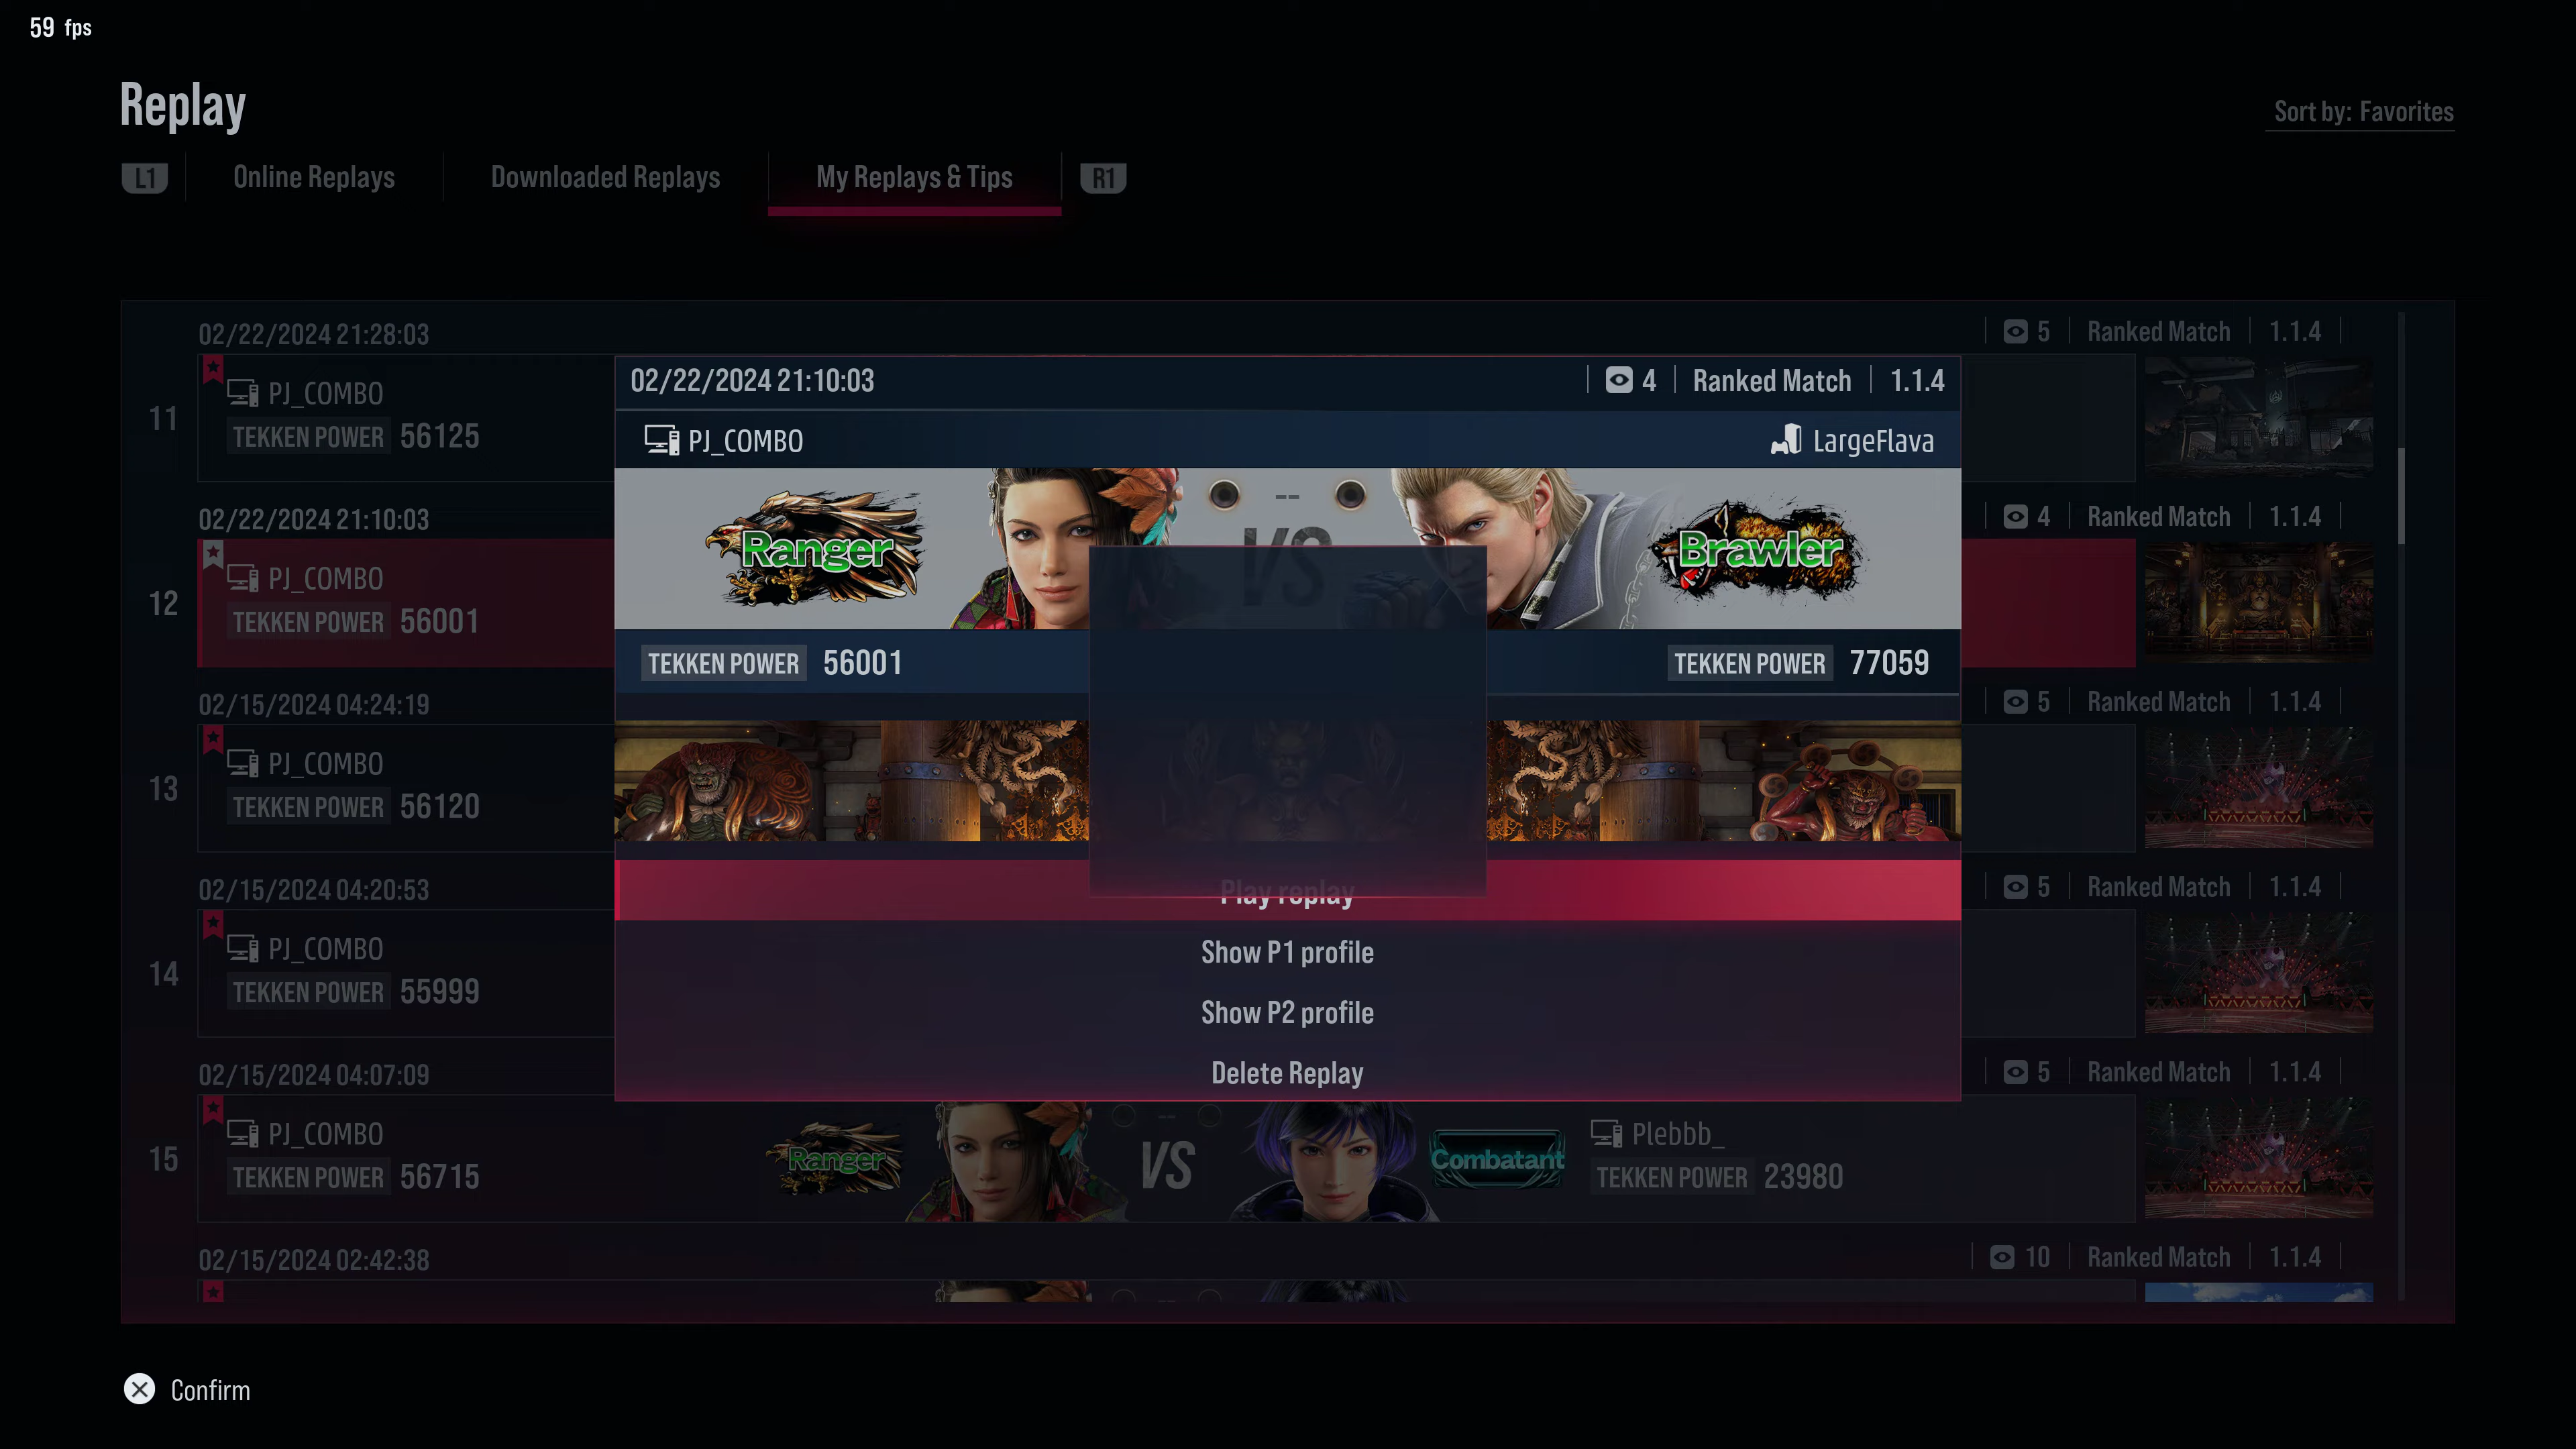 59 fps
Replay
Sort by: Favorites
L1 Online Replays Downloaded Replays My Replays & Tips R1
02/22/2024 21:28:03
5 Ranked Match 1.1.4
11
PJ_COMBO
TEKKEN POWER 56125
02/22/2024 21:10:03
4 Ranked Match 1.1.4
PJ_COMBO
LargeFlava
-- 
Ranger
VS
Brawler
TEKKEN POWER 56001
TEKKEN POWER 77059
Play replay
Show P1 profile
Show P2 profile
Delete Replay
02/22/2024 21:10:03
4 Ranked Match 1.1.4
12
PJ_COMBO
TEKKEN POWER 56001
02/15/2024 04:24:19
5 Ranked Match 1.1.4
13
PJ_COMBO
TEKKEN POWER 56120
02/15/2024 04:20:53
5 Ranked Match 1.1.4
14
PJ_COMBO
TEKKEN POWER 55999
02/15/2024 04:07:09
5 Ranked Match 1.1.4
15
PJ_COMBO
TEKKEN POWER 56715
Ranger
--
VS
Combatant
Plebbb_
TEKKEN POWER 23980
02/15/2024 02:42:38
10 Ranked Match 1.1.4
Confirm